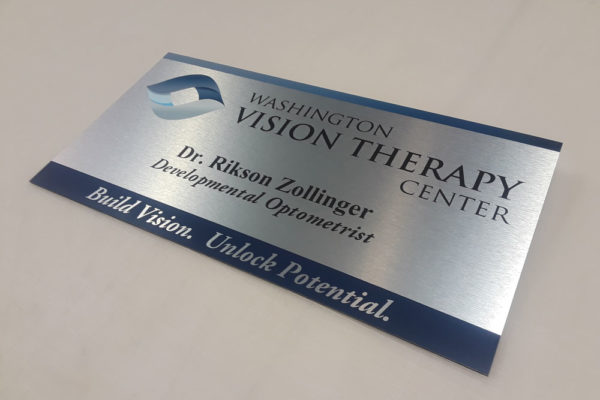 WASHINGTON
VISION THERAPY
CENTER
Dr. Rikson Zollinger
Developmental Optometrist
Build Vision. Unlock Potential.